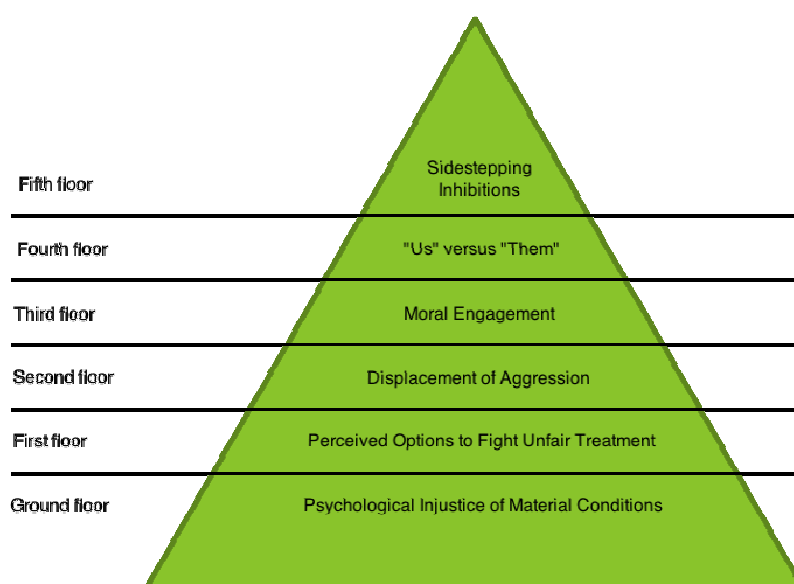 Fifth floor
Sidestepping
Inhibitions
Fourth floor
"Us" versus "Them"
Third floor
Moral Engagement
Second floor
Displacement of Aggression
First floor
Perceived Options to Fight Unfair Treatment
Ground floor
Psychological Injustice of Material Conditions